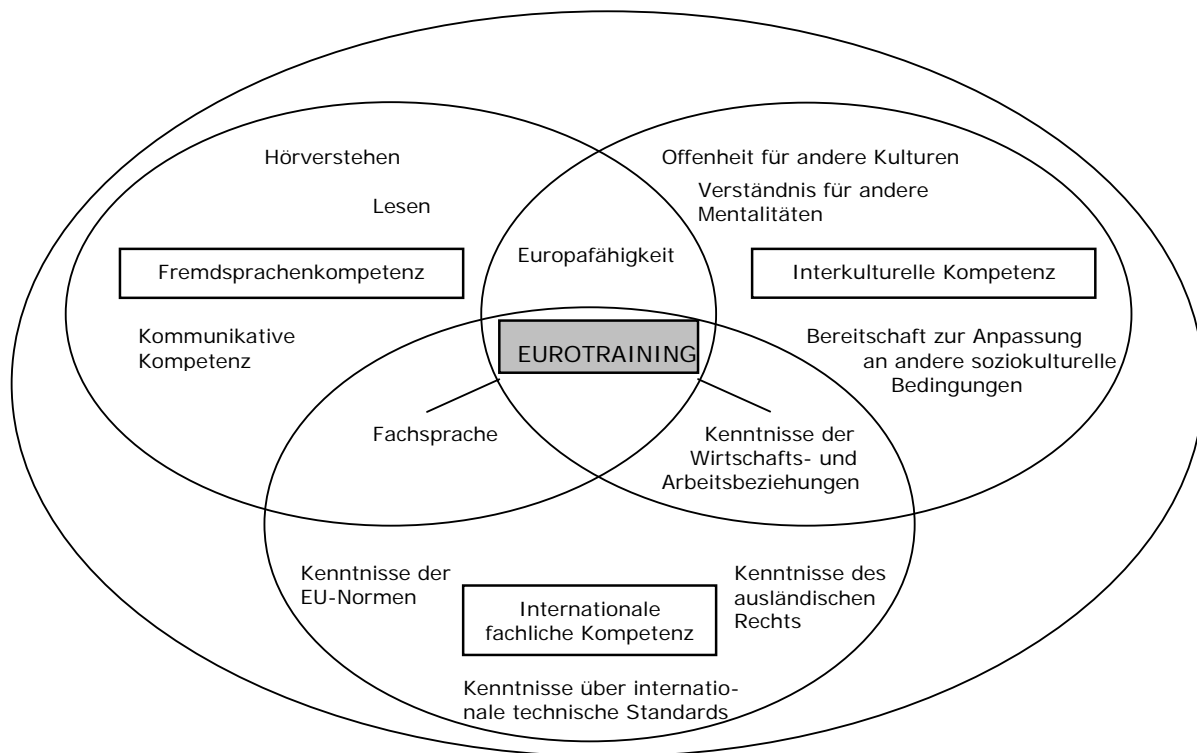 Hörverstehen
Lesen
Fremdsprachenkompetenz
Kommunikative
Kompetenz
Offenheit für andere Kulturen
Verständnis für andere
Mentalitäten
Europafähigkeit
Interkulturelle Kompetenz
Bereitschaft zur Anpassung
an andere soziokulturelle
Bedingungen
EUROTRAINING
Fachsprache
Kenntnisse der
Wirtschafts- und
Arbeitsbeziehungen
Kenntnisse der
EU-Normen
Internationale
fachliche Kompetenz
Kenntnisse des
ausländischen
Rechts
Kenntnisse über internatio-
nale technische Standards